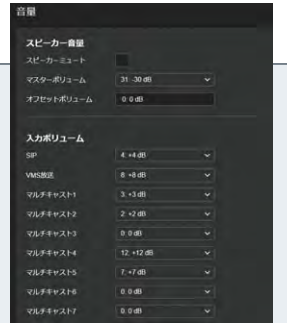 音量
スピーカー音量
スピーカーミュート
マスターボリューム 31: -30 dB
オフセットボリューム 0: 0 dB
入力ボリューム
SIP 4: +4 dB
VMS放送 8: +8 dB
マルチキャスト1 3: +3 dB
マルチキャスト2 2: +2 dB
マルチキャスト3 0: 0 dB
マルチキャスト4 12: +12 dB
マルチキャスト5 7: +7 dB
マルチキャスト6 0: 0 dB
マルチキャスト7 0: 0 dB